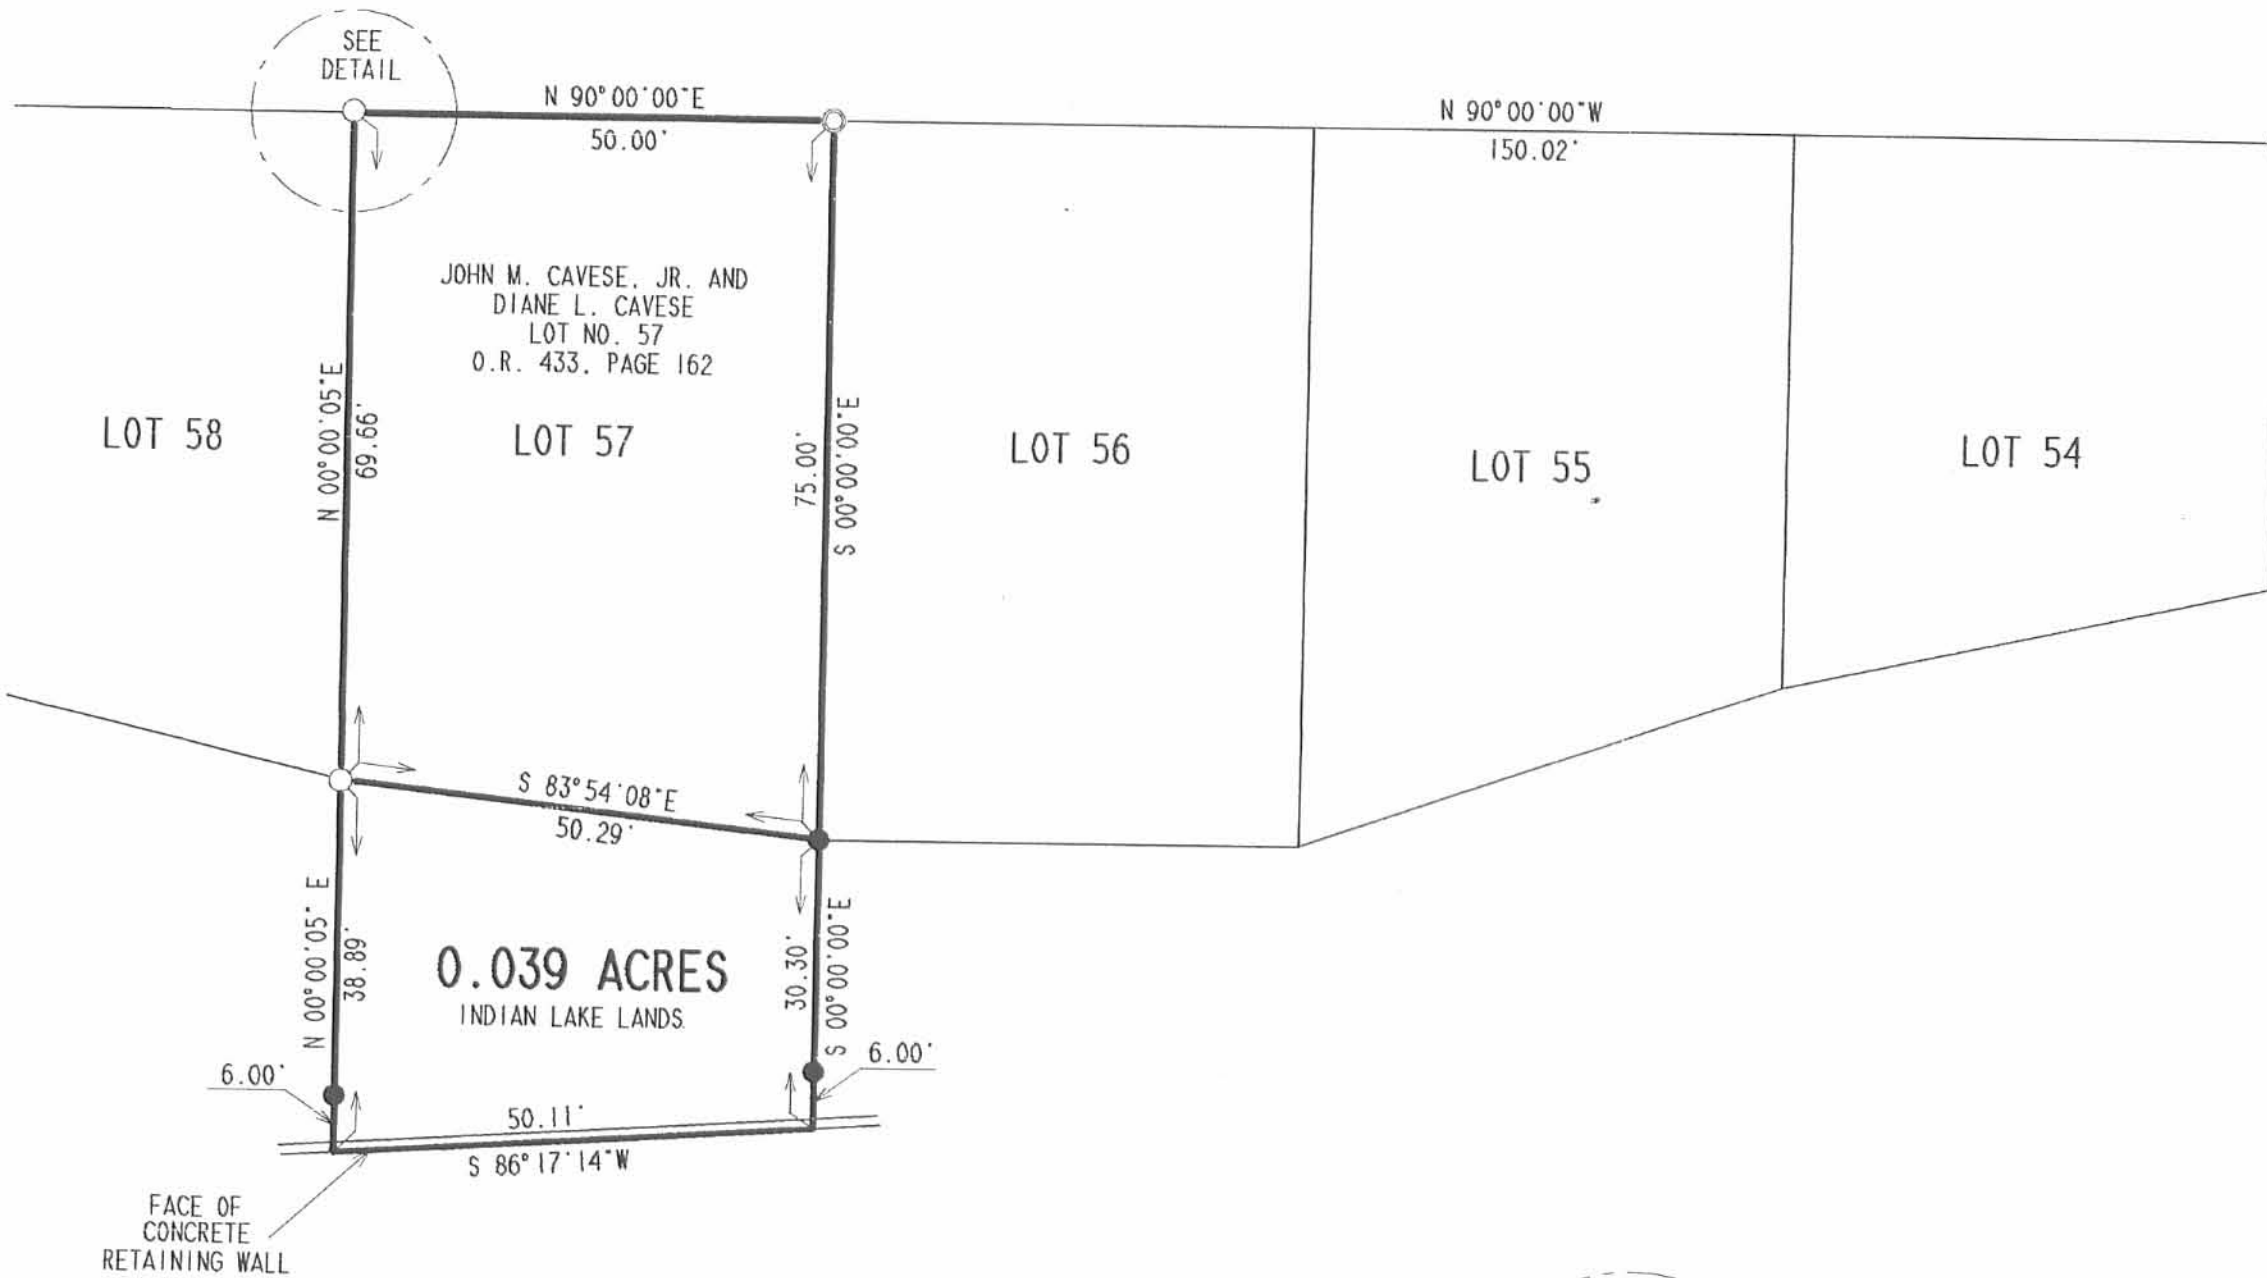 SEE
DETAIL
N 90°00'00"E
50.00'
N 90°00'00"W
150.02'
JOHN M. CAVESE, JR. AND
DIANE L. CAVESE
LOT NO. 57
O.R. 433, PAGE 162
N 00°00'05"E
69.66'
75.00'
S 00°00'00"E
LOT 58
LOT 57
LOT 56
LOT 55
LOT 54
S 83°54'08"E
50.29'
N 00°00'05" E
38.89'
0.039 ACRES
INDIAN LAKE LANDS
30.30'
S 00°00'00"E
6.00'
6.00'
50.11'
S 86°17'14"W
FACE OF
CONCRETE
RETAINING WALL